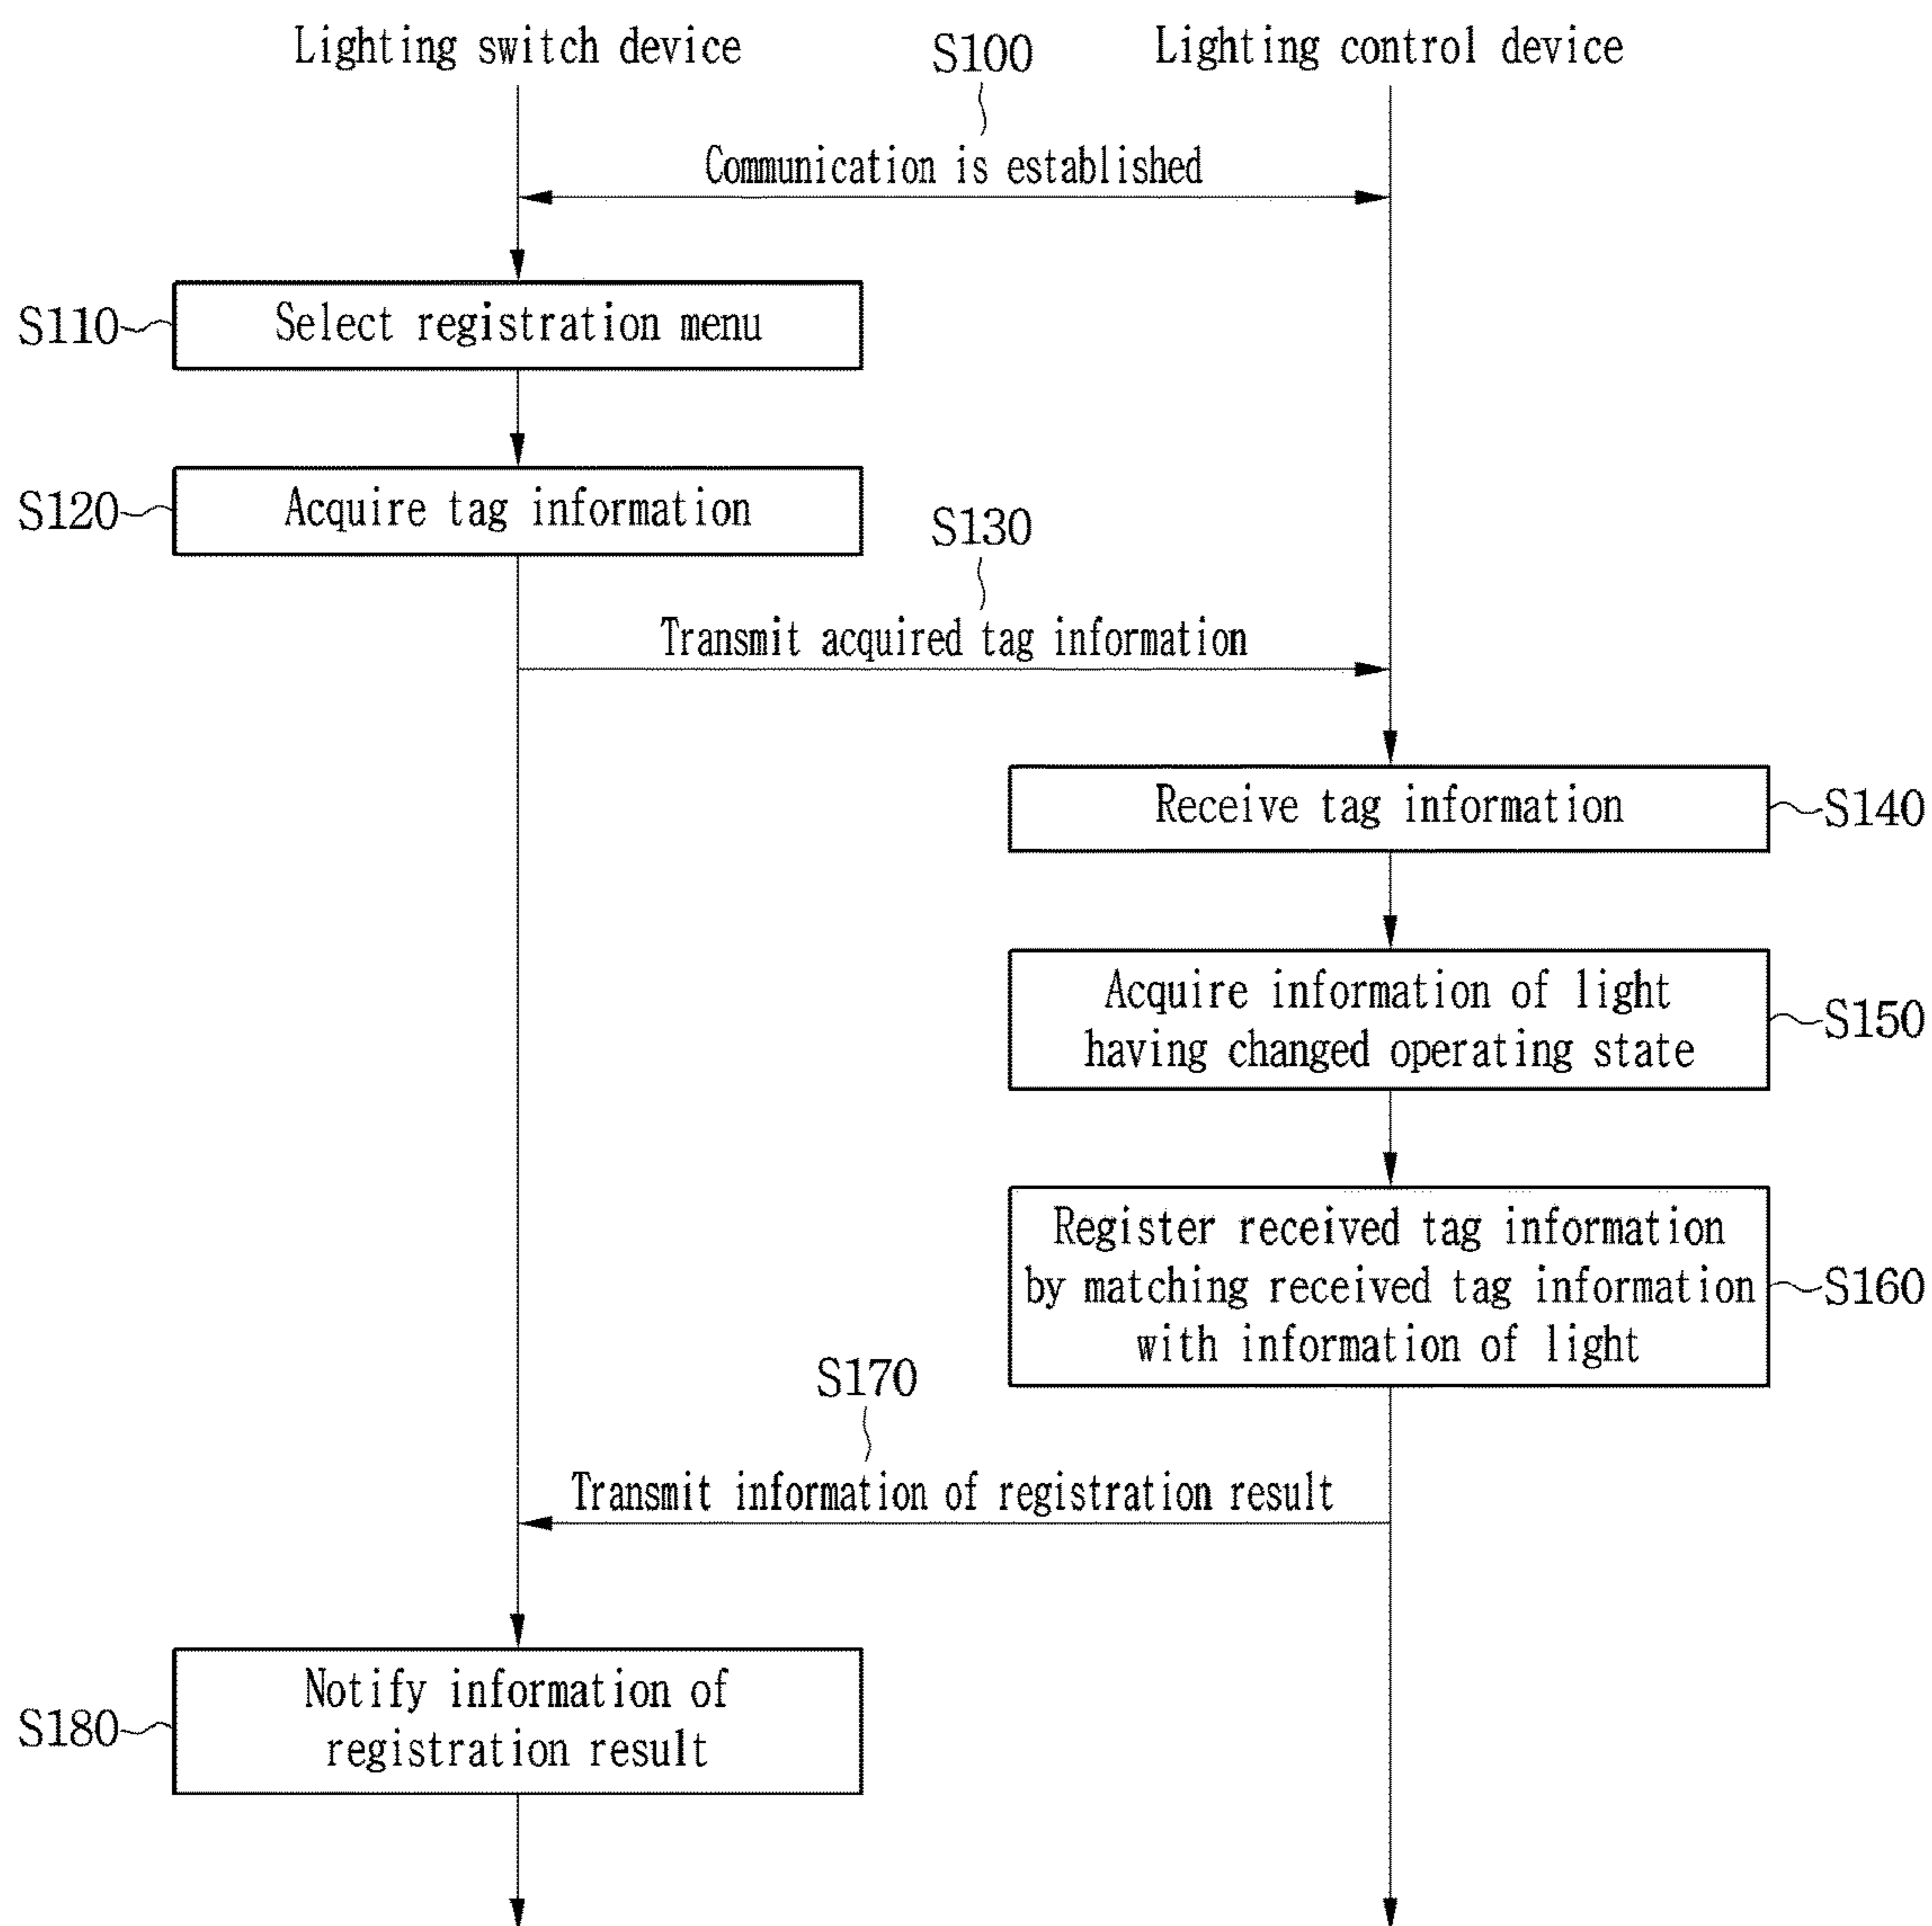 Lighting switch device
S100
Lighting control device
Communication is established
S110
Select registration menu
S120
Acquire tag information
S130
Transmit acquired tag information
Receive tag information
S140
Acquire information of light
having changed operating state
S150
Register received tag information
by matching received tag information
with information of light
S160
S170
Transmit information of registration result
S180
Notify information of
registration result